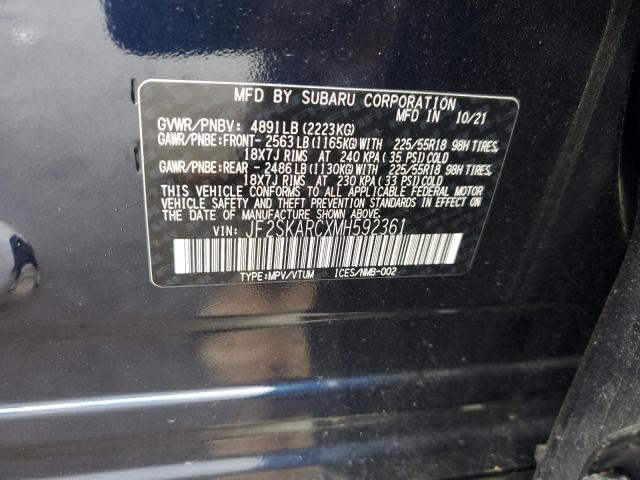 MFD BY SUBARU CORPORATION
GVWR/PNBV: 4891LB(2223KG) MFD IN 10/21
GAWR/PNBE:FRONT- 2563LB(1165KG)WITH 225/55R18 98H TIRES,
18X7J RIMS AT 240 KPA(35 PSI)COLD
GAWR/PNBE:REAR - 2486LB(1130KG)WITH 225/55R18 98H TIRES,
18X7J RIMS AT 230 KPA(33 PSI)COLD
THIS VEHICLE CONFORMS TO ALL APPLICABLE FEDERAL MOTOR
VEHICLE SAFETY AND THEFT PREVENTION STANDARDS IN EFFECT
ON THE DATE OF MANUFACTURE SHOWN ABOVE.
VIN: JF2SKARCXMH592361
TYPE:MPV/VTUM ICES/NMB-002